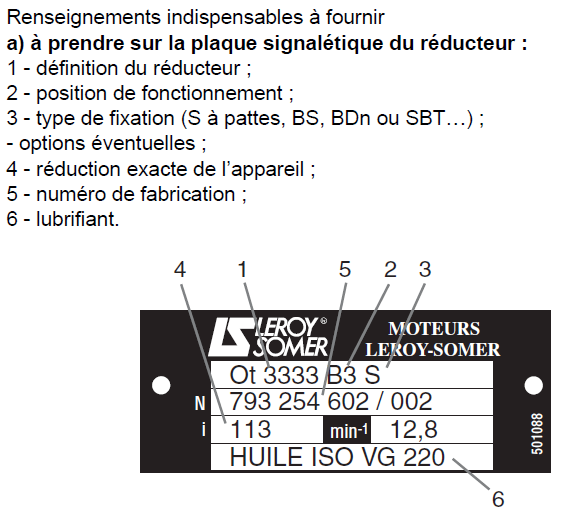 Renseignements indispensables à fournir
a) à prendre sur la plaque signalétique du réducteur :
1 - définition du réducteur ;
2 - position de fonctionnement ;
3 - type de fixation (S à pattes, BS, BDn ou SBT…) ;
- options éventuelles ;
4 - réduction exacte de l’appareil ;
5 - numéro de fabrication ;
6 - lubrifiant.
4 1 5 2 3
LEROY® SOMER
MOTEURS
LEROY-SOMER
Ot 3333 B3 S
N 793 254 602 / 002
i 113 min-1 12,8
HUILE ISO VG 220
501088
6